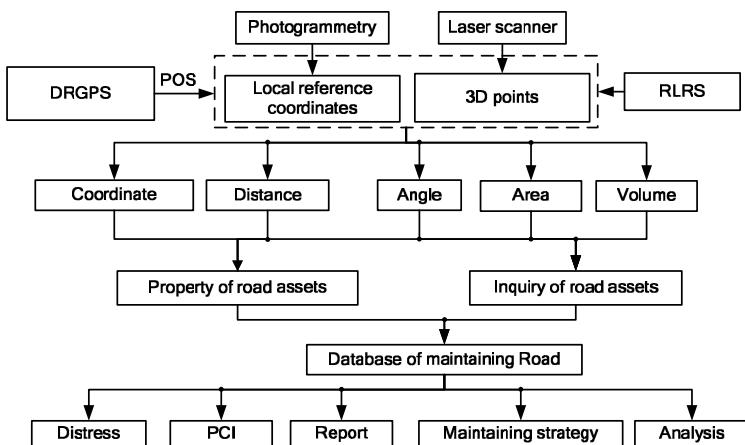 Photogrammetry
Laser scanner
DRGPS
POS
Local reference
coordinates
3D points
RLRS
Coordinate
Distance
Angle
Area
Volume
Property of road assets
Inquiry of road assets
Database of maintaining Road
Distress
PCI
Report
Maintaining strategy
Analysis